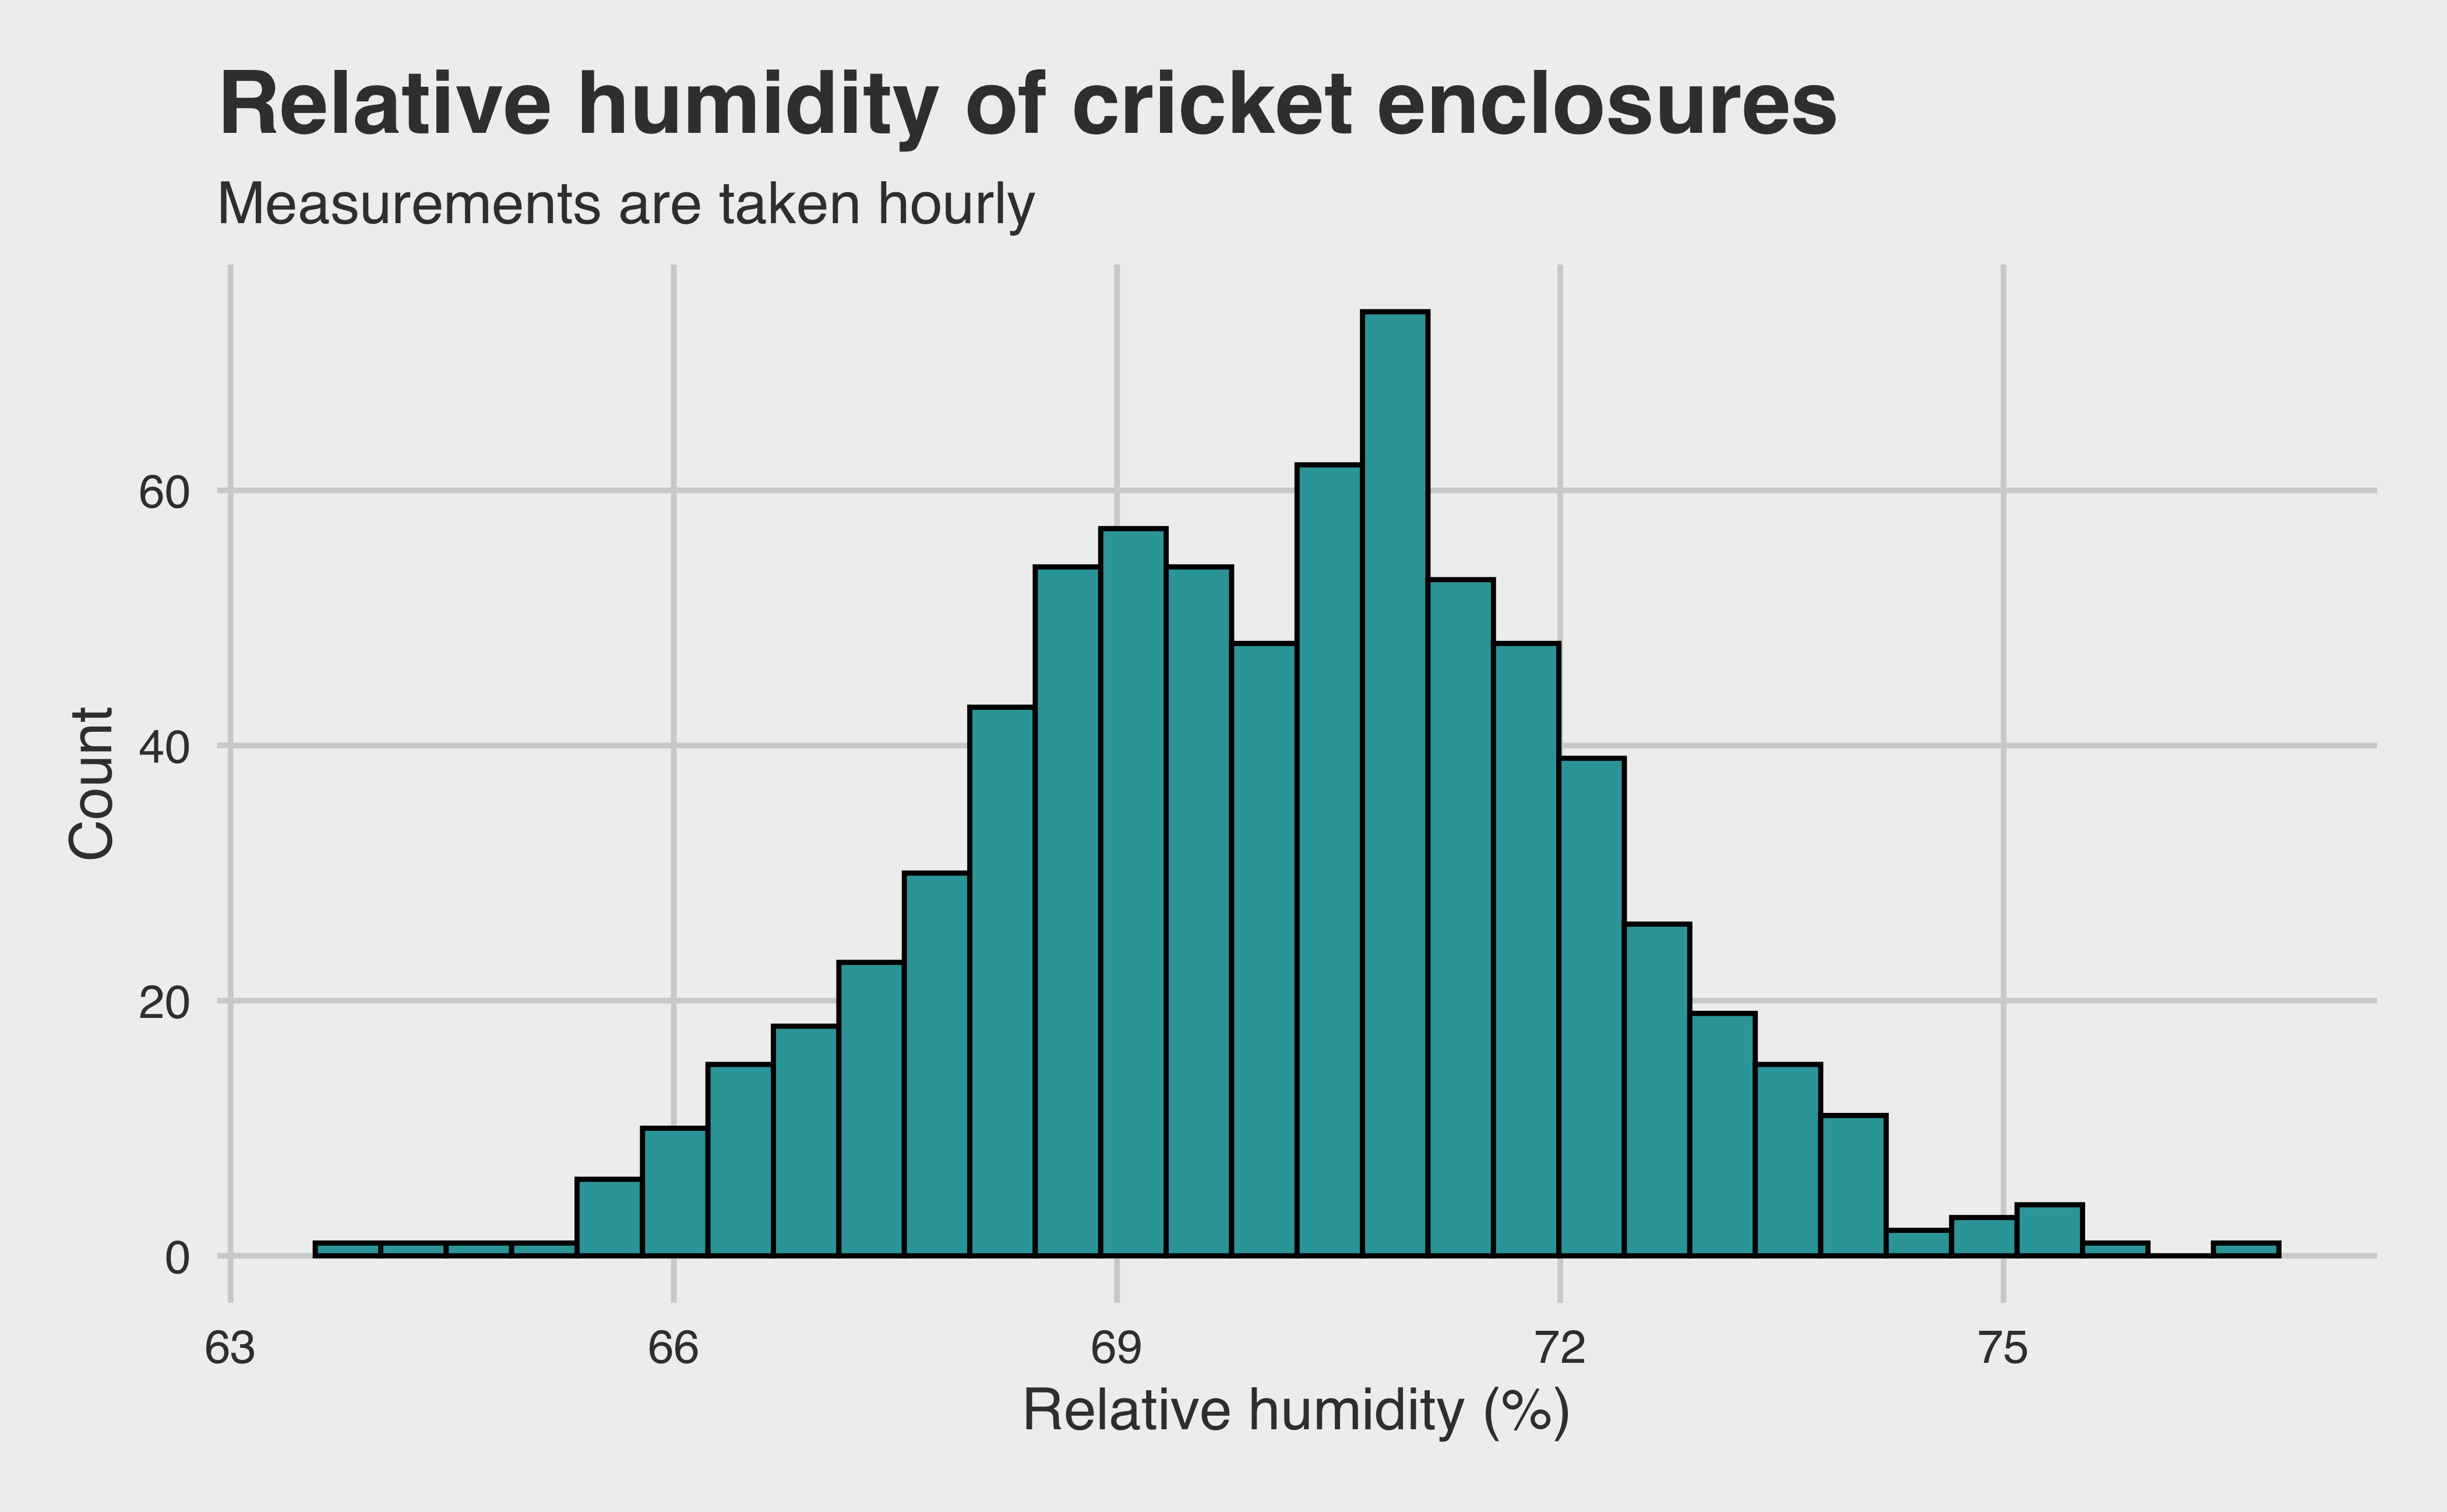 Relative humidity of cricket enclosures
Measurements are taken hourly
60
40
20
0
Count
63 66 69 72 75
Relative humidity (%)